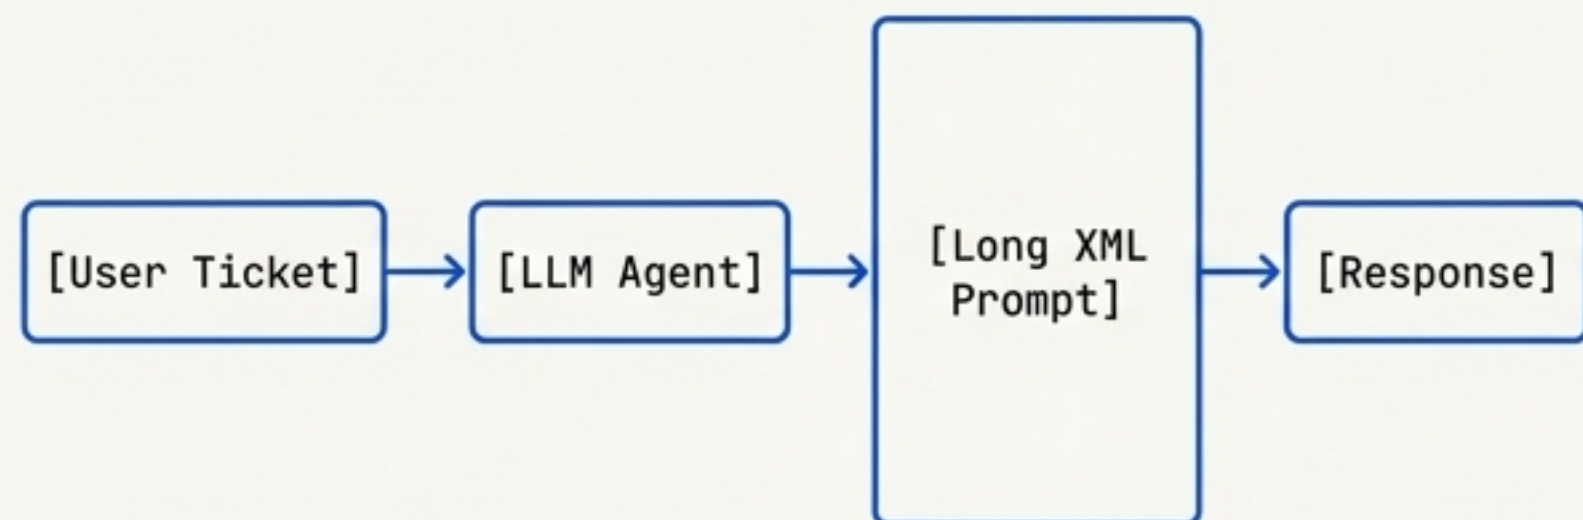 [User Ticket]
[LLM Agent]
[Long XML
Prompt]
[Response]